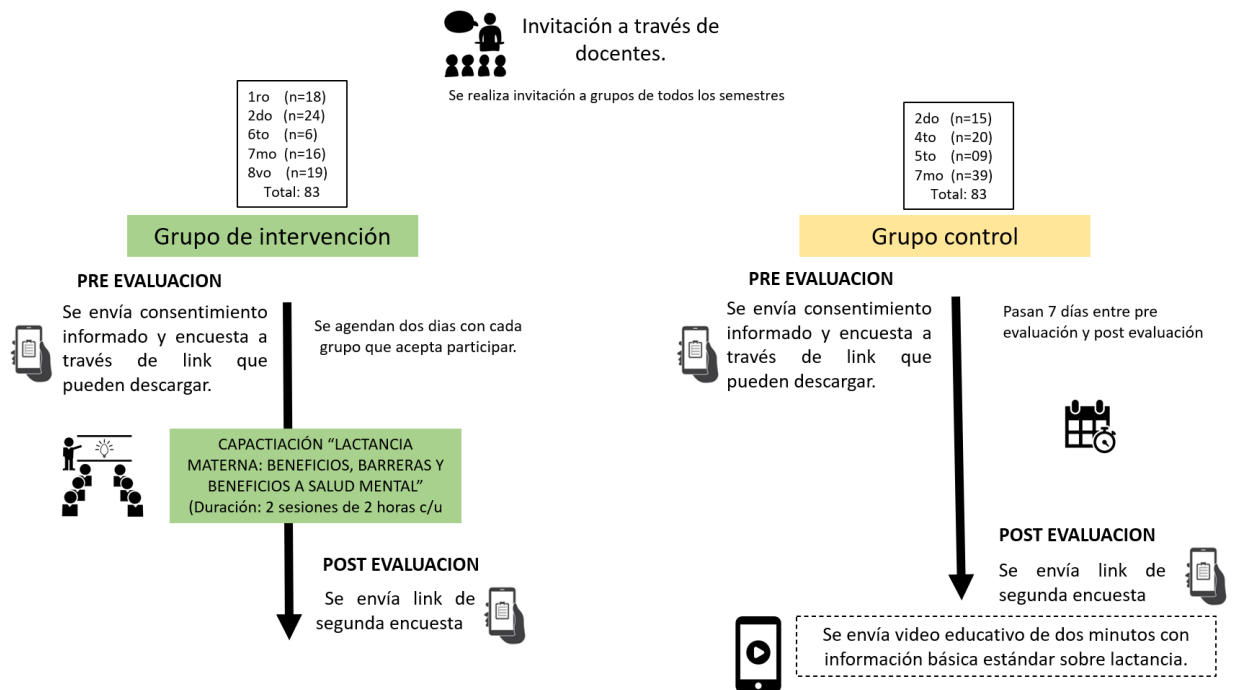 Invitación a través de
docentes.
Se realiza invitación a grupos de todos los semestres
1ro (n=18)
2do (n=24)
6to (n=6)
7mo (n=16)
8vo (n=19)
Total: 83
2do (n=15)
4to (n=20)
5to (n=09)
7mo (n=39)
Total: 83
Grupo de intervención
Grupo control
PRE EVALUACION
Se envía consentimiento
informado y encuesta a
través de link que
pueden descargar.
Se agendan dos dias con cada
grupo que acepta participar.
CAPACTIACIÓN “LACTANCIA
MATERNA: BENEFICIOS, BARRERAS Y
BENEFICIOS A SALUD MENTAL”
(Duración: 2 sesiones de 2 horas c/u
POST EVALUACION
Se envía link de
segunda encuesta
PRE EVALUACION
Se envía consentimiento
informado y encuesta a
través de link que
pueden descargar.
Pasan 7 días entre pre
evaluación y post evaluación
POST EVALUACION
Se envía link de
segunda encuesta
Se envía video educativo de dos minutos con
información básica estándar sobre lactancia.